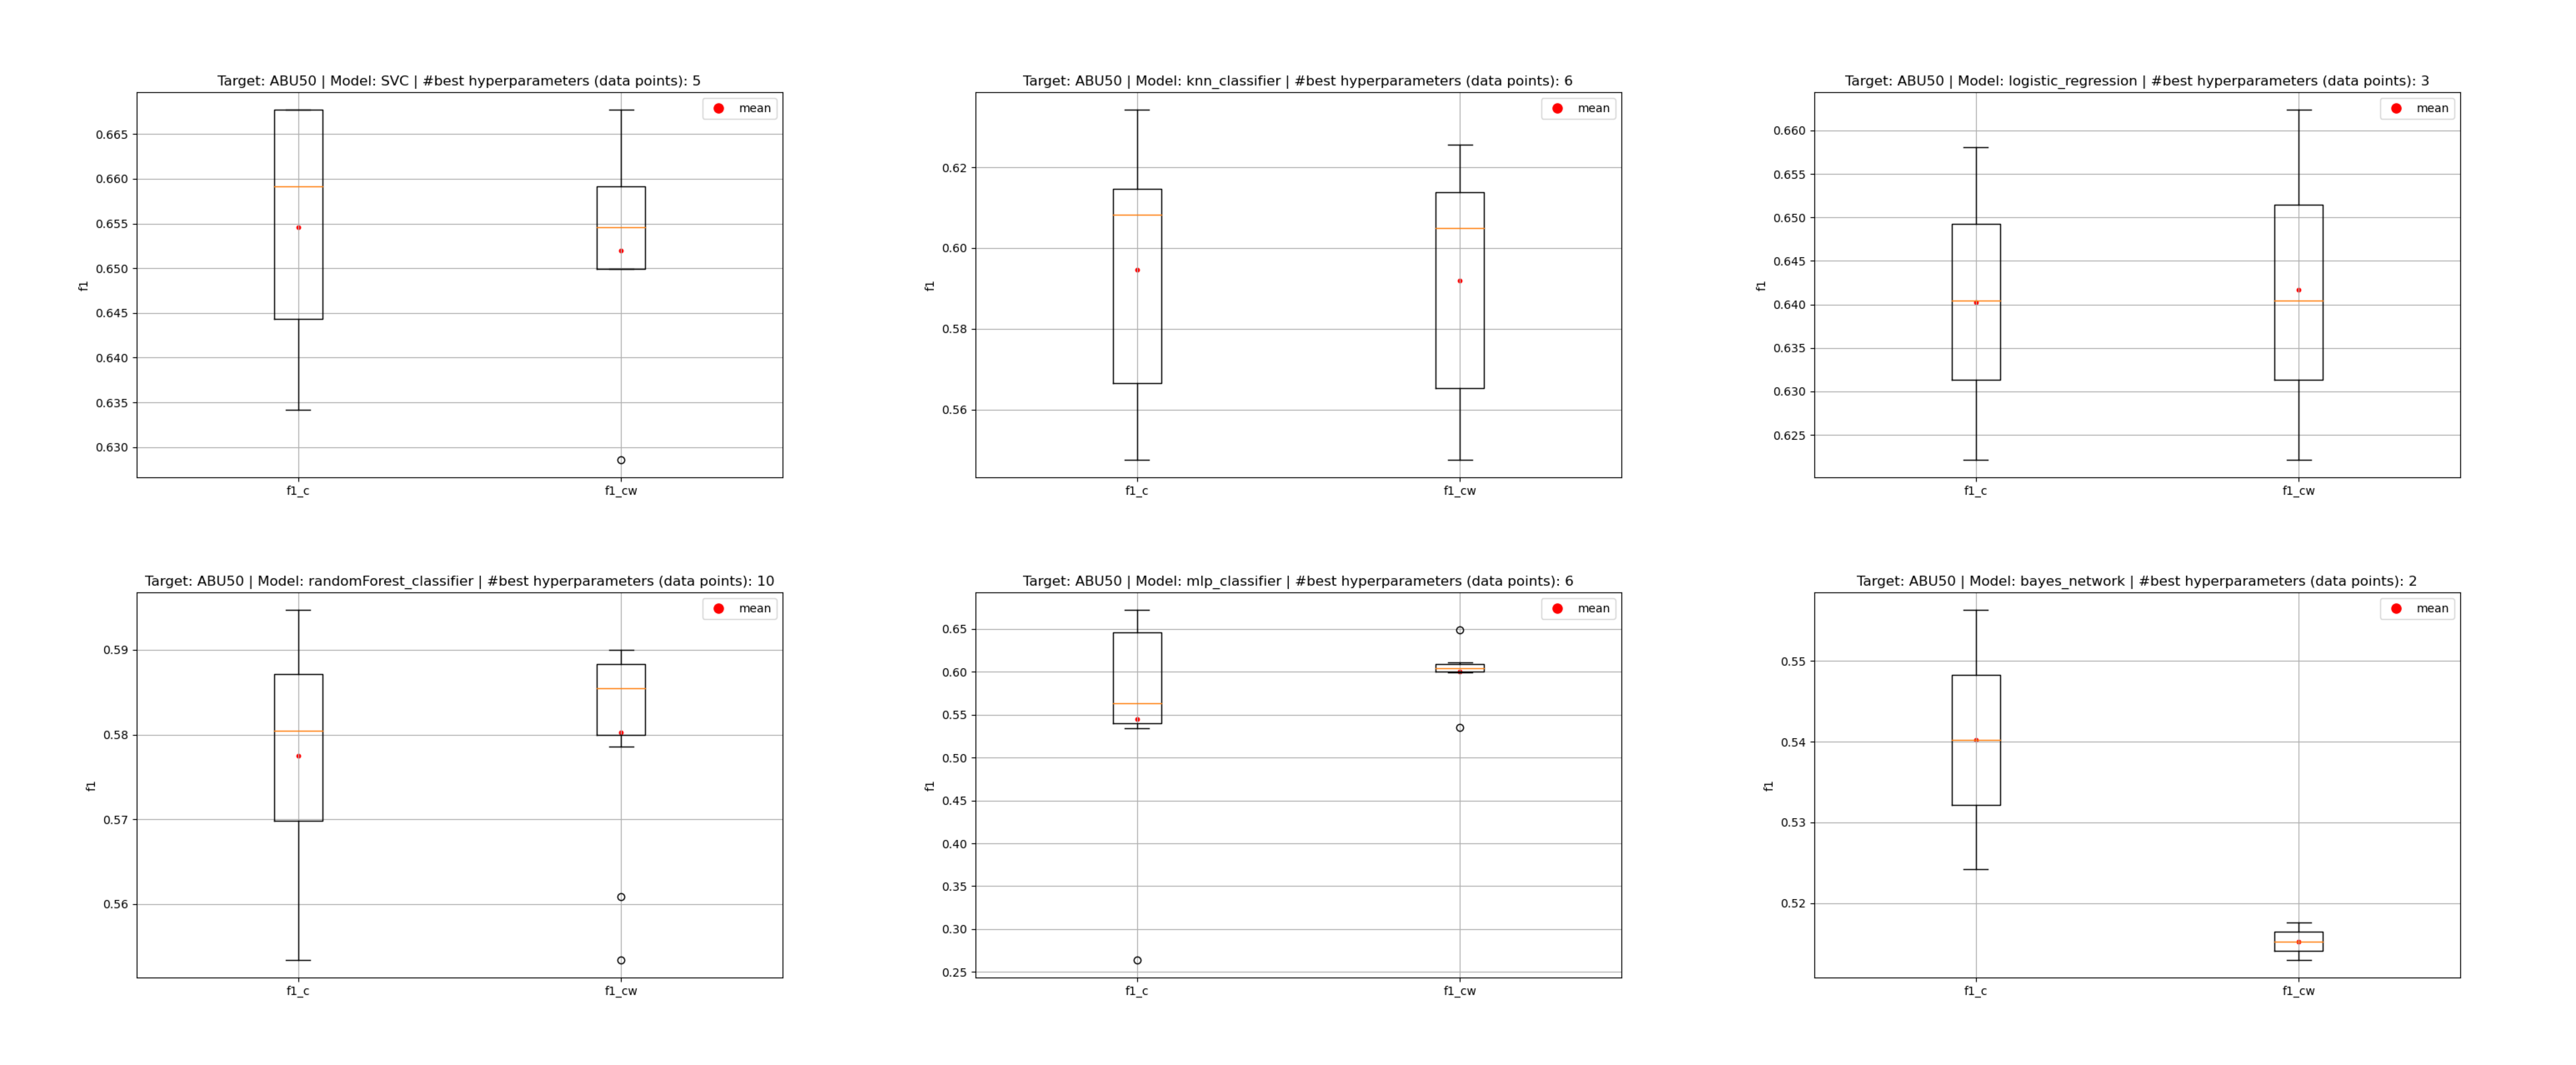 Target: ABU50 | Model: SVC | #best hyperparameters (data points): 5
mean
0.665
0.660
0.655
0.650
0.645
0.640
0.635
0.630
f1
f1_c
f1_cw
Target: ABU50 | Model: knn_classifier | #best hyperparameters (data points): 6
mean
0.62
0.60
0.58
0.56
f1
f1_c
f1_cw
Target: ABU50 | Model: logistic_regression | #best hyperparameters (data points): 3
mean
0.660
0.655
0.650
0.645
0.640
0.635
0.630
0.625
f1
f1_c
f1_cw
Target: ABU50 | Model: randomForest_classifier | #best hyperparameters (data points): 10
mean
0.59
0.58
0.57
0.56
f1
f1_c
f1_cw
Target: ABU50 | Model: mlp_classifier | #best hyperparameters (data points): 6
mean
0.65
0.60
0.55
0.50
0.45
0.40
0.35
0.30
0.25
f1
f1_c
f1_cw
Target: ABU50 | Model: bayes_network | #best hyperparameters (data points): 2
mean
0.55
0.54
0.53
0.52
f1
f1_c
f1_cw